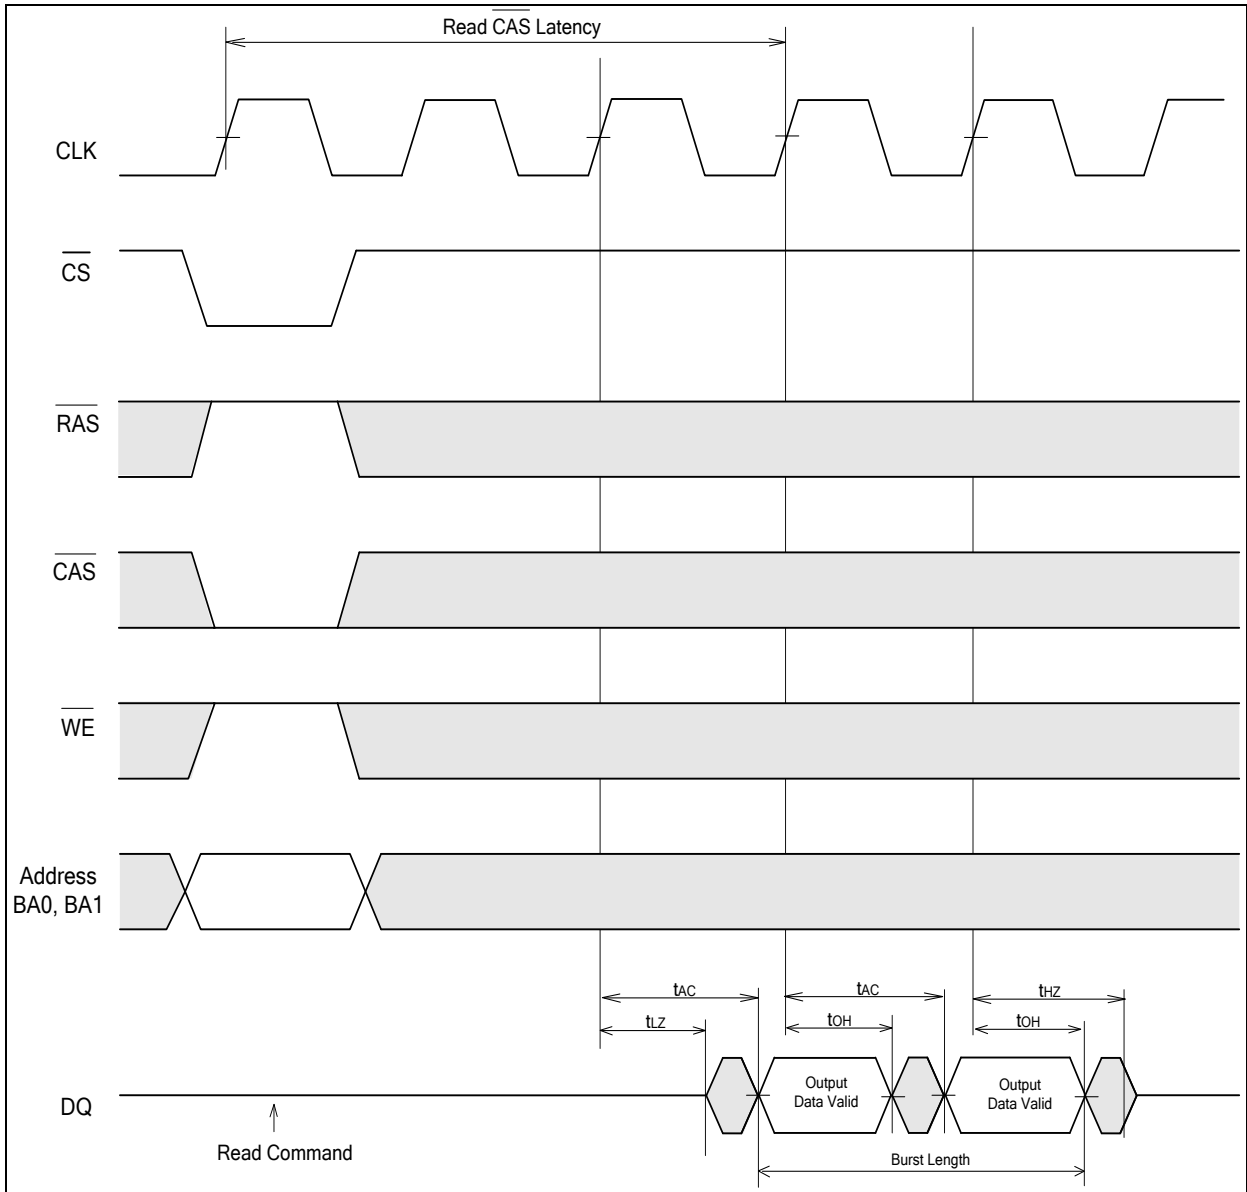 Read CAS Latency
CLK
CS
RAS
CAS
WE
Address
BA0, BA1
tAC
tAC
tHZ
tLZ
tOH
tOH
Output
Data Valid
Output
Data Valid
DQ
Read Command
Burst Length